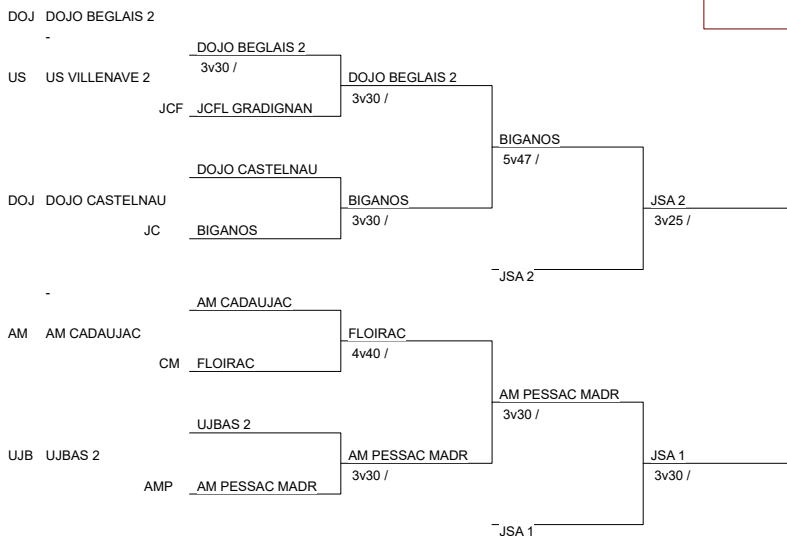 DOJ DOJO BEGLAIS 2
-
DOJO BEGLAIS 2
3v30 /
US US VILLENAVE 2
DOJO BEGLAIS 2
3v30 /
JCF JCFL GRADIGNAN
BIGANOS
5v47 /
DOJO CASTELNAU
DOJ DOJO CASTELNAU
BIGANOS
3v30 /
JSA 2
3v25 /
JC BIGANOS
JSA 2
-
AM CADAUJAC
AM AM CADAUJAC
FLOIRAC
4v40 /
CM FLOIRAC
AM PESSAC MADR
3v30 /
UJBAS 2
UJB UJBAS 2
AM PESSAC MADR
3v30 /
JSA 1
3v30 /
AMP AM PESSAC MADR
JSA 1